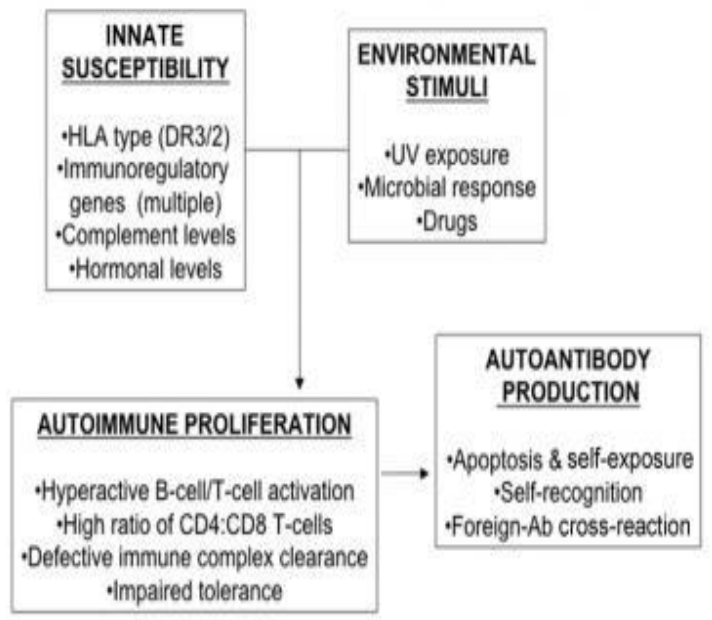 INNATE
SUSCEPTIBILITY
•HLA type (DR3/2)
•Immunoregulatory
genes (multiple)
•Complement levels
•Hormonal levels
ENVIRONMENTAL
STIMULI
•UV exposure
•Microbial response
•Drugs
AUTOIMMUNE PROLIFERATION
•Hyperactive B-cell/T-cell activation
•High ratio of CD4:CD8 T-cells
•Defective immune complex clearance
•Impaired tolerance
AUTOANTIBODY
PRODUCTION
•Apoptosis & self-exposure
•Self-recognition
•Foreign-Ab cross-reaction